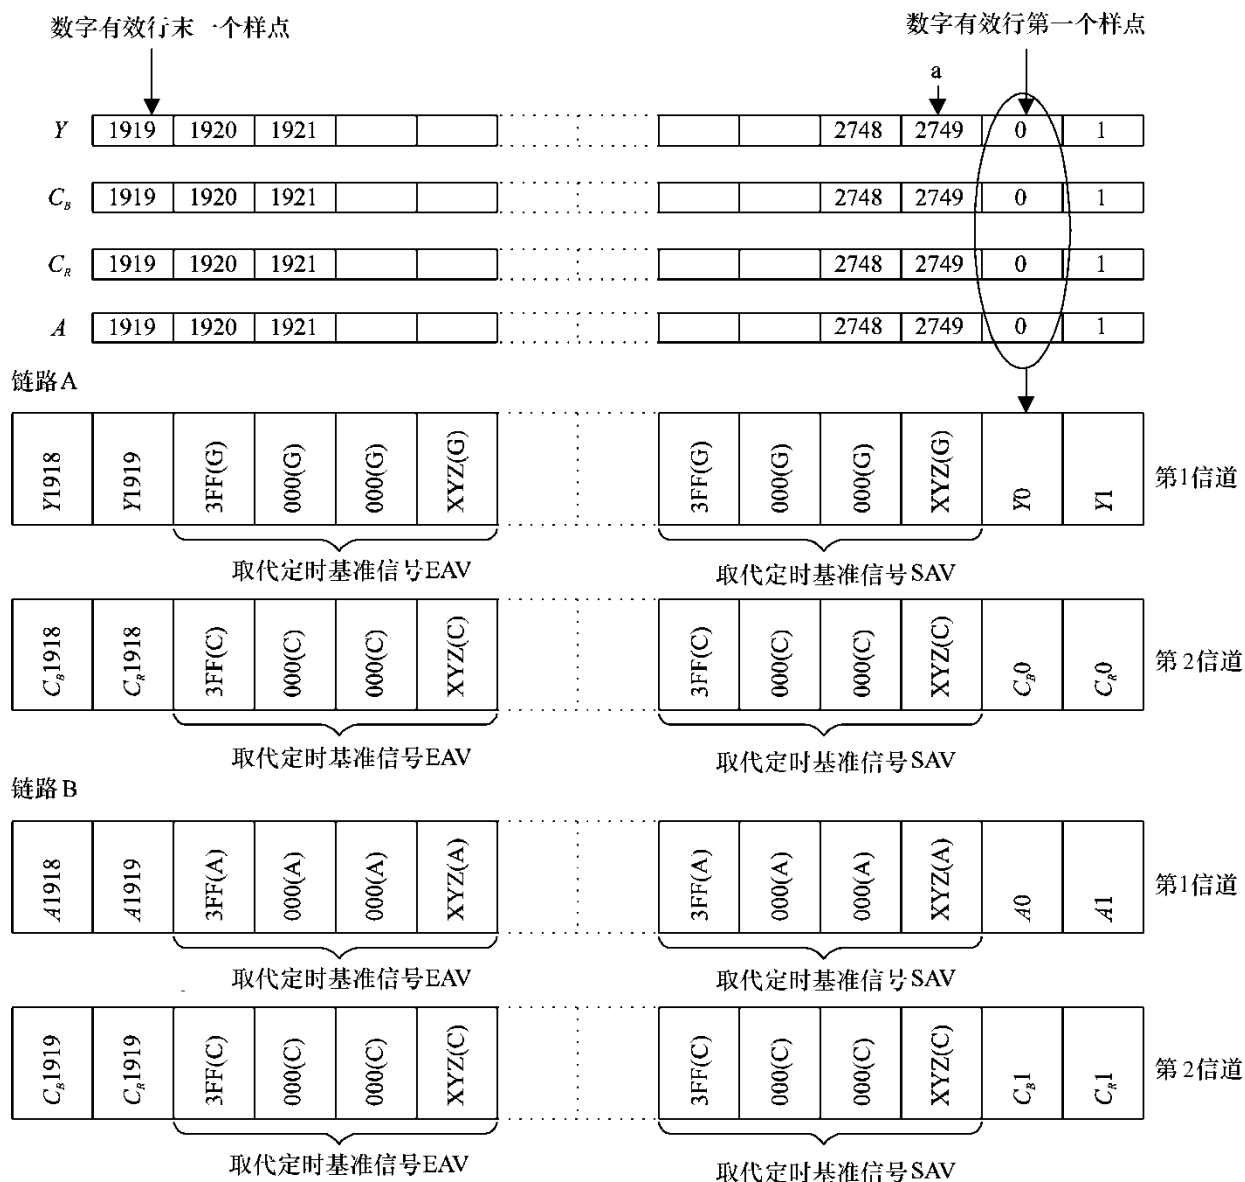 数字有效行末一个样点 数字有效行第一个样点
a
Y 1919 1920 1921 2748 2749 0 1
C_B 1919 1920 1921 2748 2749 0 1
C_R 1919 1920 1921 2748 2749 0 1
A 1919 1920 1921 2748 2749 0 1
链路A
Y1918 Y1919 3FF(G) 000(G) 000(G) XYZ(G) 3FF(G) 000(G) 000(G) XYZ(G) Y0 Y1 第1信道
取代定时基准信号EAV 取代定时基准信号SAV
C_B1918 C_R1918 3FF(C) 000(C) 000(C) XYZ(C) 3FF(C) 000(C) 000(C) XYZ(C) C_B0 C_R0 第2信道
取代定时基准信号EAV 取代定时基准信号SAV
链路B
A1918 A1919 3FF(A) 000(A) 000(A) XYZ(A) 3FF(A) 000(A) 000(A) XYZ(A) A0 A1 第1信道
取代定时基准信号EAV 取代定时基准信号SAV
C_B1919 C_R1919 3FF(C) 000(C) 000(C) XYZ(C) 3FF(C) 000(C) 000(C) XYZ(C) C_B1 C_R1 第2信道
取代定时基准信号EAV 取代定时基准信号SAV